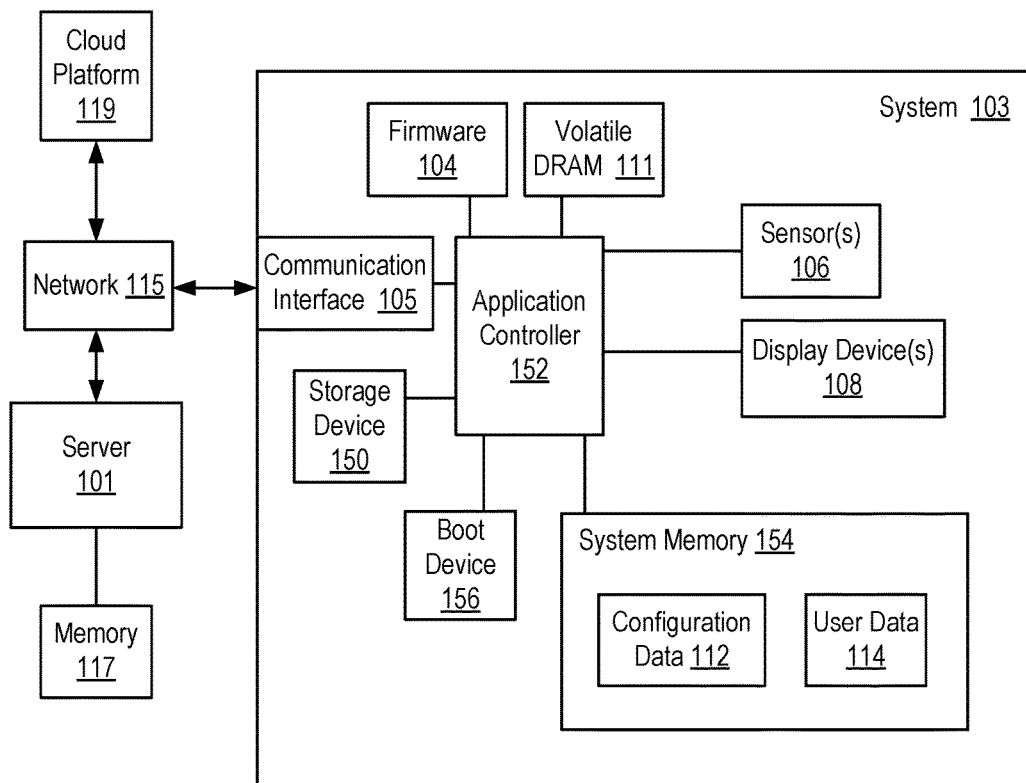 Cloud
Platform
119
System 103
Firmware
104
Volatile
DRAM 111
Sensor(s)
106
Network 115
Communication
Interface 105
Application
Controller
152
Display Device(s)
108
Storage
Device
150
Server
101
Boot
Device
156
System Memory 154
Configuration
Data 112
User Data
114
Memory
117